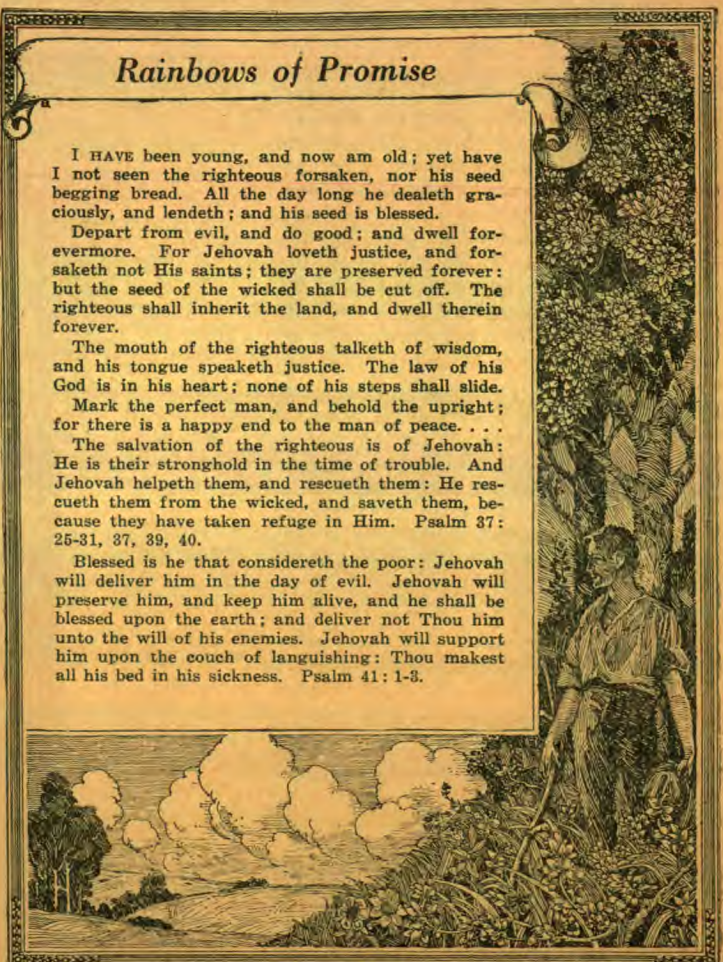 Rainbows of Promise
I HAVE been young, and now am old; yet have
I not seen the righteous forsaken, nor his seed
begging bread. All the day long he dealeth gra-
ciously, and lendeth; and his seed is blessed.
Depart from evil, and do good; and dwell for-
evermore. For Jehovah loveth justice, and for-
saketh not His saints; they are preserved forever:
but the seed of the wicked shall be cut off. The
righteous shall inherit the land, and dwell therein
forever.
The mouth of the righteous talketh of wisdom,
and his tongue speaketh justice. The law of his
God is in his heart; none of his steps shall slide.
Mark the perfect man, and behold the upright;
for there is a happy end to the man of peace. . . .
The salvation of the righteous is of Jehovah:
He is their stronghold in the time of trouble. And
Jehovah helpeth them, and rescueth them: He res-
cueth them from the wicked, and saveth them, be-
cause they have taken refuge in Him. Psalm 37:
25-31, 37, 39, 40.
Blessed is he that considereth the poor: Jehovah
will deliver him in the day of evil. Jehovah will
preserve him, and keep him alive, and he shall be
blessed upon the earth; and deliver not Thou him
unto the will of his enemies. Jehovah will support
him upon the couch of languishing: Thou makest
all his bed in his sickness. Psalm 41: 1-3.